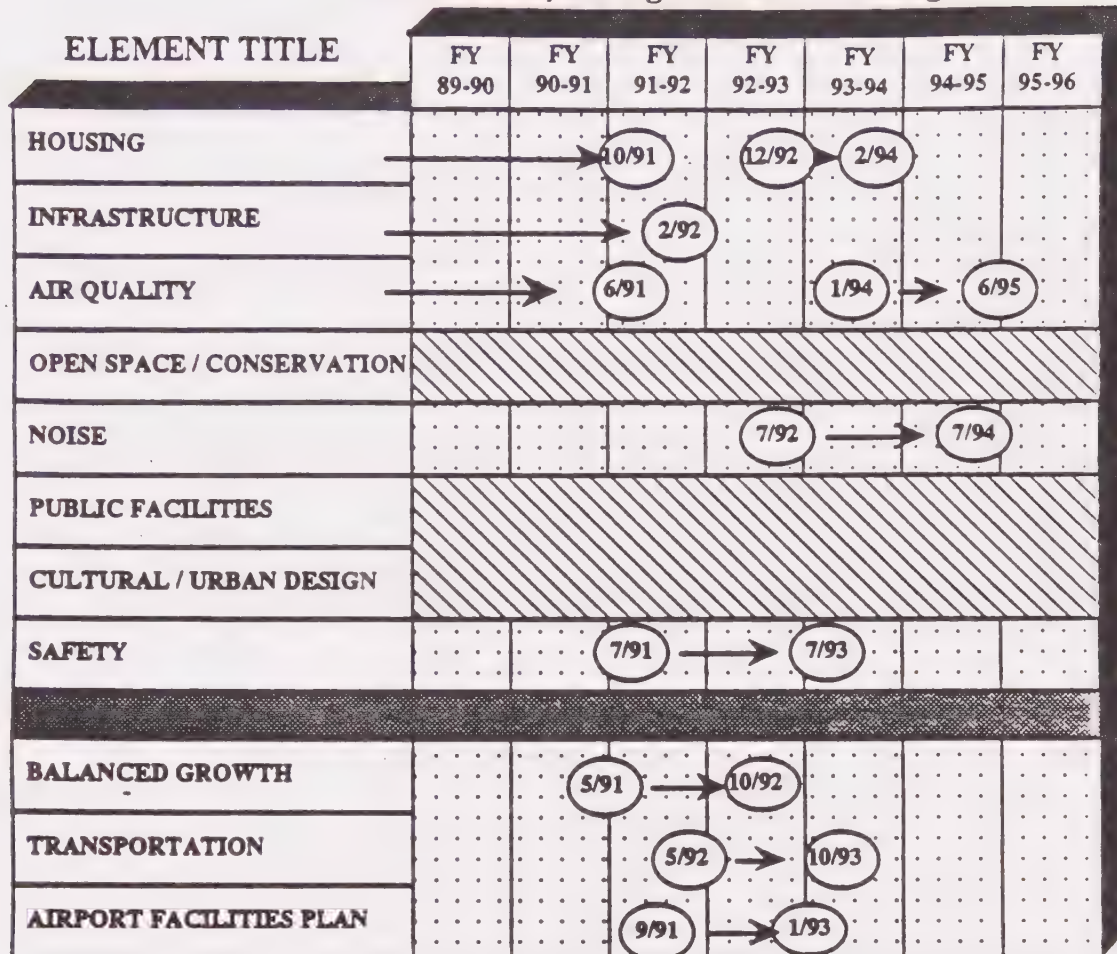 ELEMENT TITLE
FY 89-90 FY 90-91 FY 91-92 FY 92-93 FY 93-94 FY 94-95 FY 95-96
HOUSING 10/91 12/92 2/94
INFRASTRUCTURE 2/92
AIR QUALITY 6/91 1/94 6/95
OPEN SPACE / CONSERVATION
NOISE 7/92 7/94
PUBLIC FACILITIES
CULTURAL / URBAN DESIGN
SAFETY 7/91 7/93
BALANCED GROWTH 5/91 10/92
TRANSPORTATION 5/92 10/93
AIRPORT FACILITIES PLAN 9/91 1/93